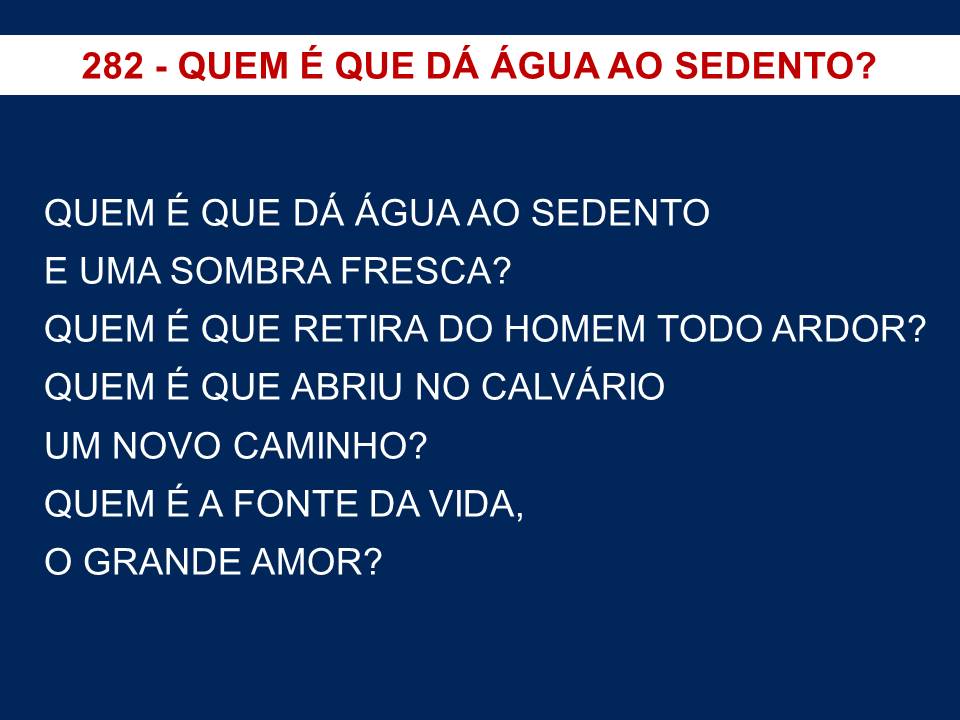 282 - QUEM É QUE DÁ ÁGUA AO SEDENTO?
QUEM É QUE DÁ ÁGUA AO SEDENTO
E UMA SOMBRA FRESCA?
QUEM É QUE RETIRA DO HOMEM TODO ARDOR?
QUEM É QUE ABRIU NO CALVÁRIO
UM NOVO CAMINHO?
QUEM É A FONTE DA VIDA,
O GRANDE AMOR?